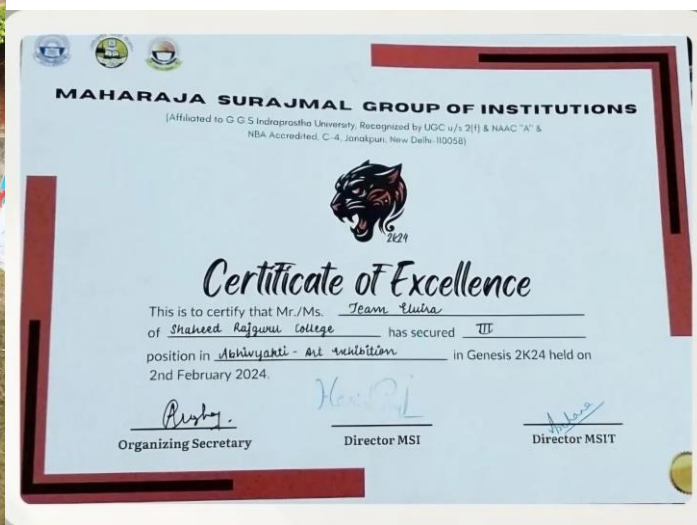 MAHARAJA SURAJMAL GROUP OF INSTITUTIONS
(Affiliated to G G S Indraprastha University, Recognized by UGC u/s 2(f) & NAAC "A" &
NBA Accredited, C-4, Janakpuri, New Delhi-110058)
2K24
Certificate of Excellence
This is to certify that Mr./Ms. Team Elvira
of Shaheed Rajguru College has secured III
position in Abhivyakti - Art exhibition in Genesis 2K24 held on
2nd February 2024.
Archana
Organizing Secretary Director MSI Director MSIT